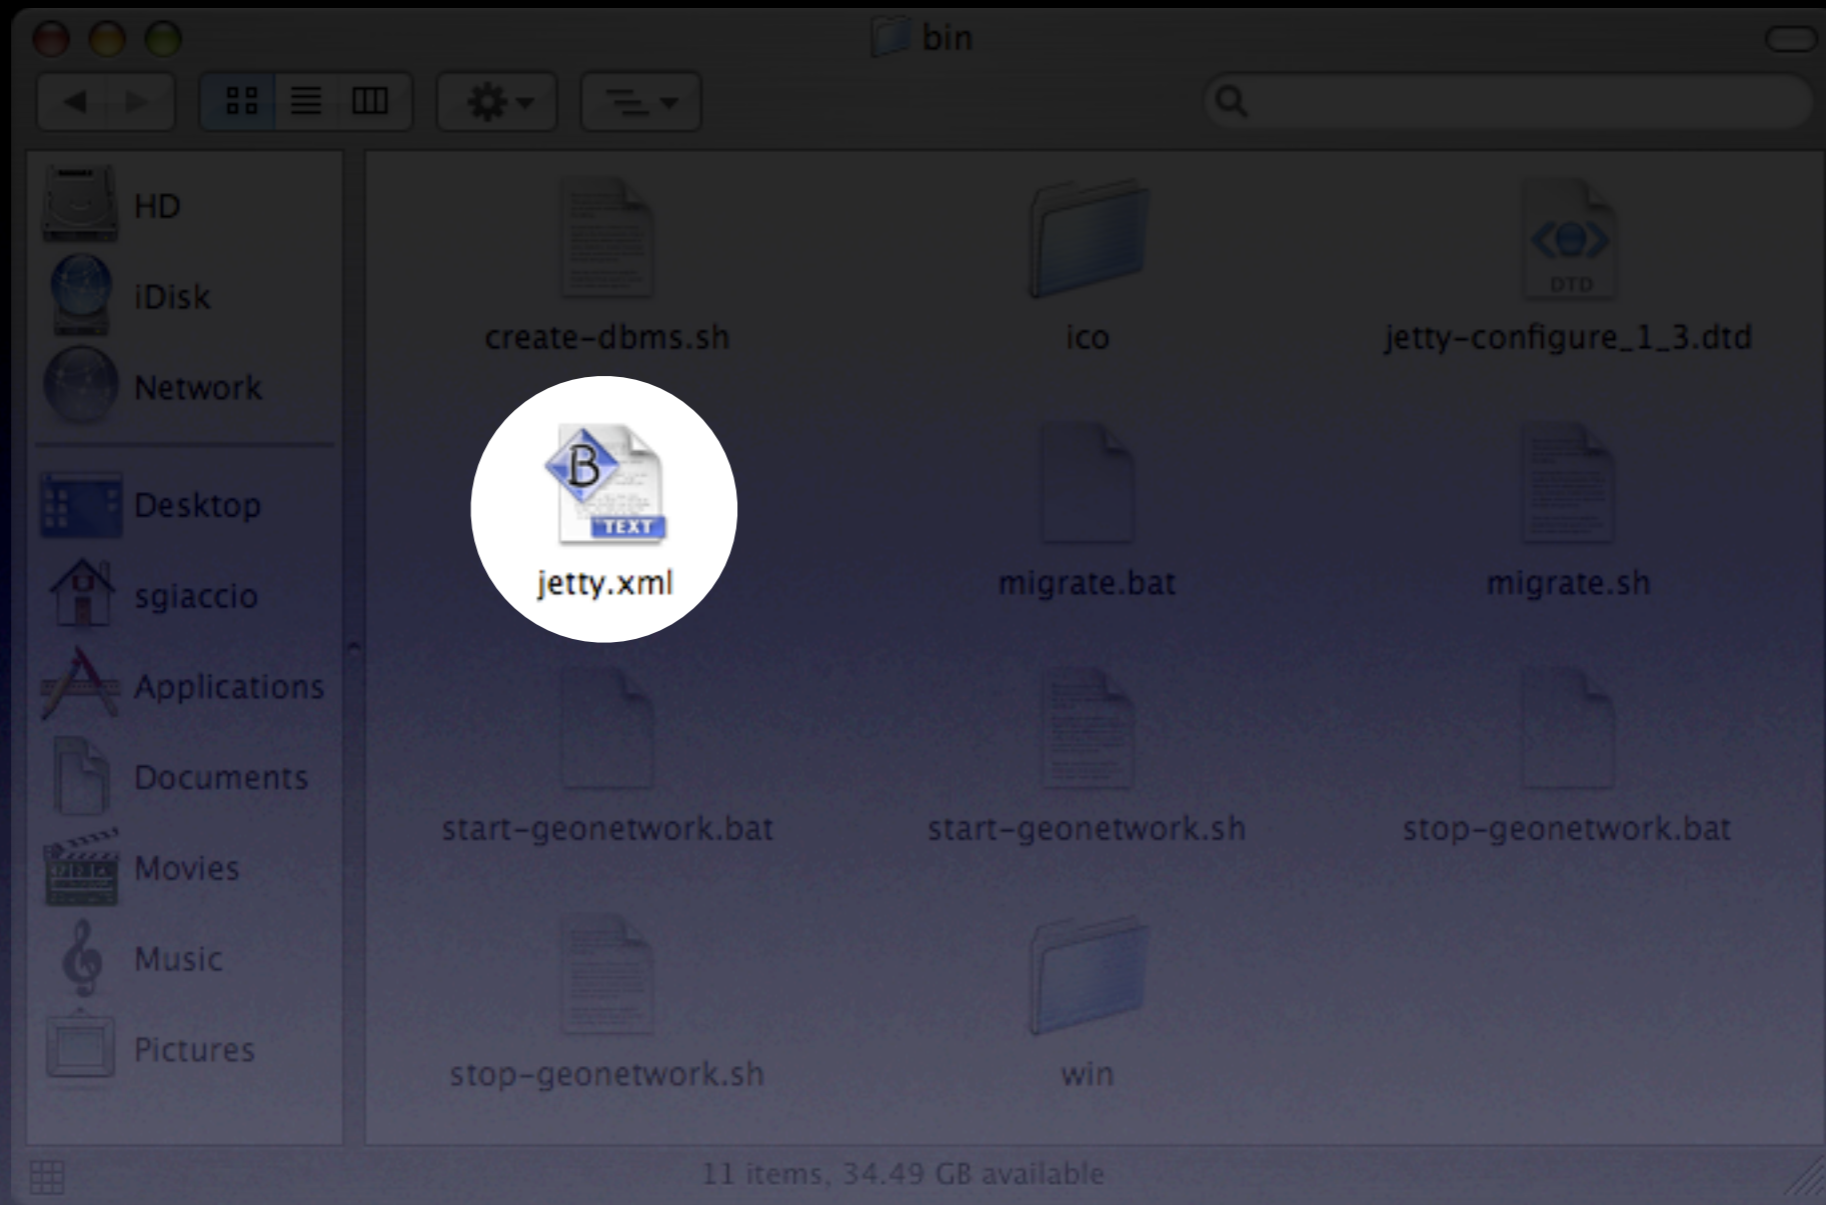 bin
HD
iDisk
Network
Desktop
sgiaccio
Applications
Documents
Movies
Music
Pictures
create-dbms.sh
ico
DTD
jetty-configure_1_3.dtd
B
TEXT
jetty.xml
migrate.bat
migrate.sh
start-geonetwork.bat
start-geonetwork.sh
stop-geonetwork.bat
stop-geonetwork.sh
win
11 items, 34.49 GB available